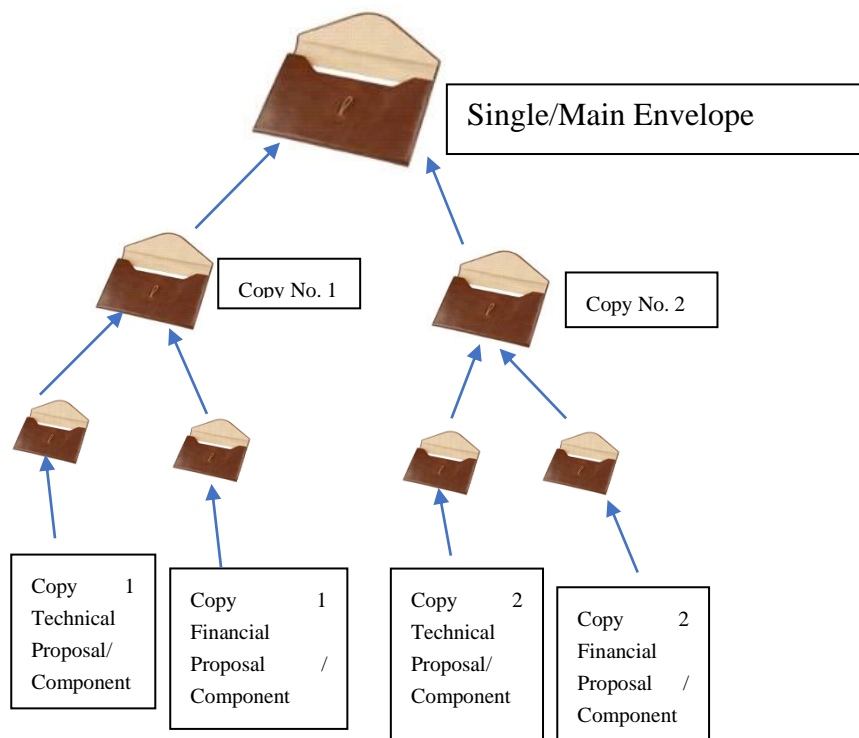 Single/Main Envelope
Copy No. 1
Copy No. 2
Copy 1
Technical
Proposal/
Component
Copy 1
Financial
Proposal /
Component
Copy 2
Technical
Proposal/
Component
Copy 2
Financial
Proposal /
Component